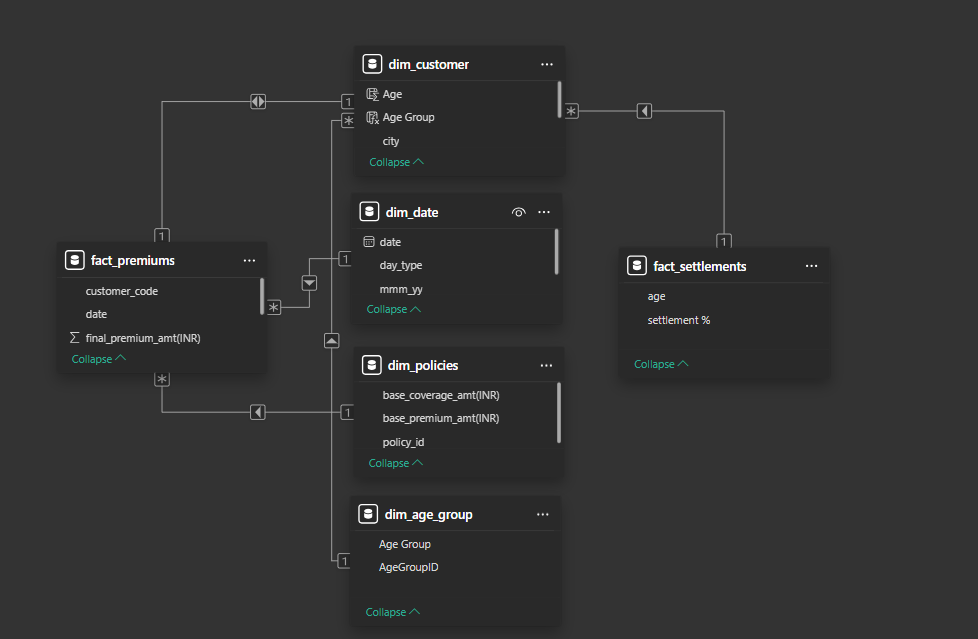 dim_customer
Age
Age Group
city
Collapse
1
*
*
dim_date
date
day_type
mmm_yy
Collapse
1
1
fact_premiums
customer_code
date
final_premium_amt(INR)
Collapse
*
*
1
fact_settlements
age
settlement %
Collapse
dim_policies
base_coverage_amt(INR)
base_premium_amt(INR)
policy_id
Collapse
1
dim_age_group
Age Group
AgeGroupID
Collapse
1